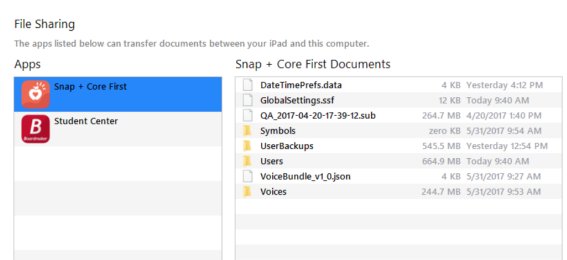 File Sharing
The apps listed below can transfer documents between your iPad and this computer.
Apps
Snap + Core First Documents
Snap + Core First
DateTimePrefs.data 4 KB Yesterday 4:12 PM
GlobalSettings.ssf 12 KB Today 9:40 AM
Student Center
QA_2017-04-20-17-39-12.sub 264.7 MB 4/20/2017 1:40 PM
B
Boardmaker
Symbols zero KB 5/31/2017 9:54 AM
UserBackups 545.5 MB Yesterday 12:54 PM
Users 664.9 MB Today 9:40 AM
VoiceBundle_v1_0.json 4 KB 5/31/2017 9:27 AM
Voices 244.7 MB 5/31/2017 9:53 AM